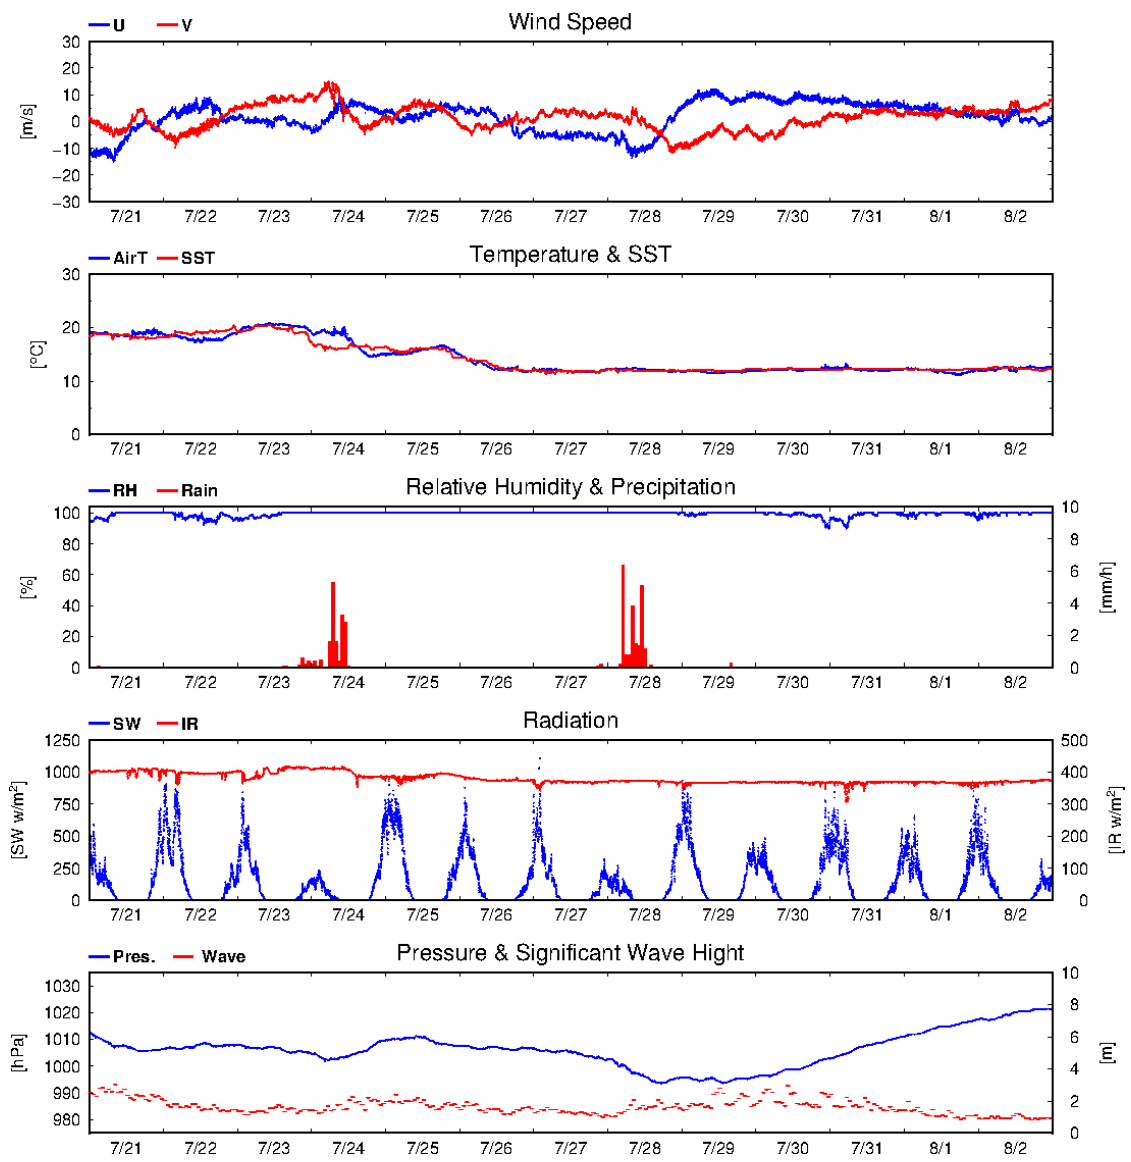 Wind Speed
U V
30
20
10
0
−10
−20
−30
[m/s]
7/21 7/22 7/23 7/24 7/25 7/26 7/27 7/28 7/29 7/30 7/31 8/1 8/2
Temperature & SST
AirT SST
30
20
10
0
[°C]
7/21 7/22 7/23 7/24 7/25 7/26 7/27 7/28 7/29 7/30 7/31 8/1 8/2
Relative Humidity & Precipitation
RH Rain
100 10
80 8
60 6
40 4
20 2
0 0
[%] [mm/h]
7/21 7/22 7/23 7/24 7/25 7/26 7/27 7/28 7/29 7/30 7/31 8/1 8/2
Radiation
SW IR
1250 500
1000 400
750 300
500 200
250 100
0 0
[SW w/m²] [IR w/m²]
7/21 7/22 7/23 7/24 7/25 7/26 7/27 7/28 7/29 7/30 7/31 8/1 8/2
Pressure & Significant Wave Hight
Pres. Wave
1030 10
1020 8
1010 6
1000 4
990 2
980 0
[hPa] [m]
7/21 7/22 7/23 7/24 7/25 7/26 7/27 7/28 7/29 7/30 7/31 8/1 8/2